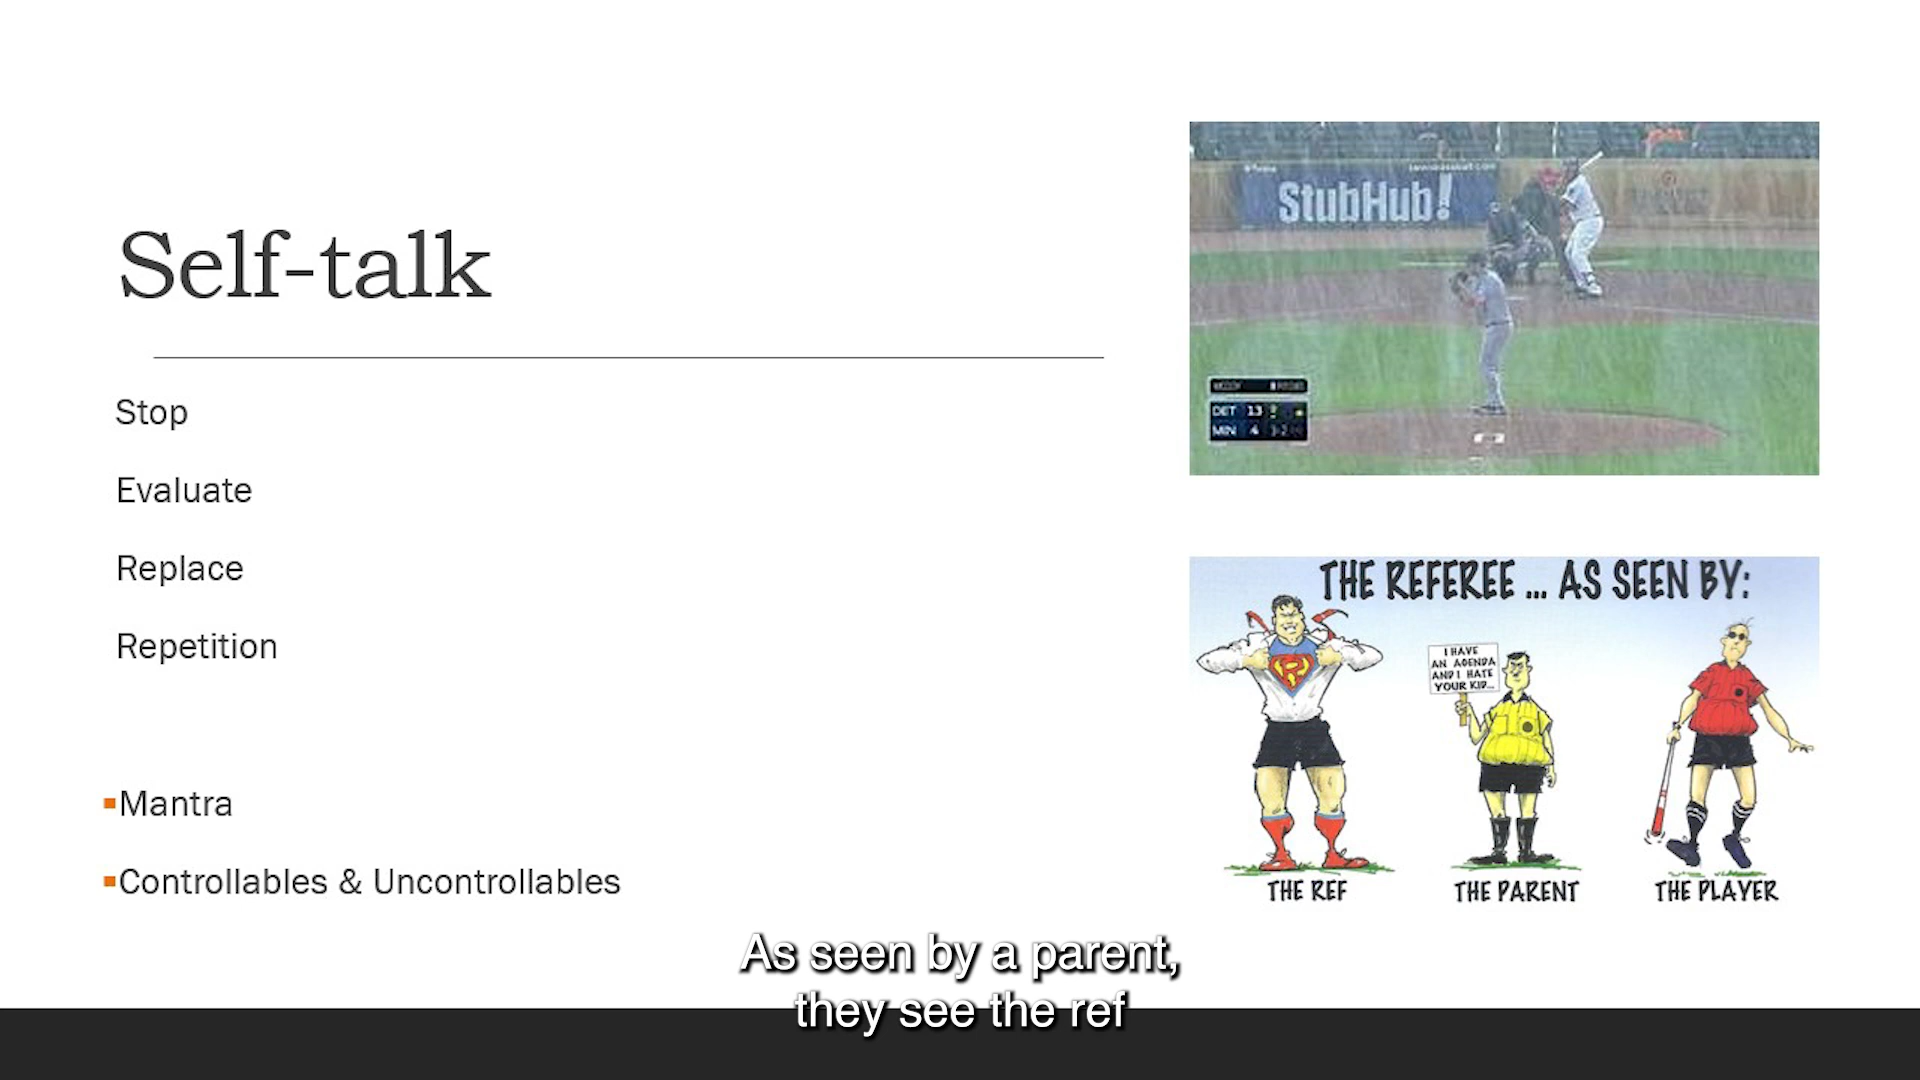 Self-talk
Stop
Evaluate
Replace
Repetition
▪Mantra
▪Controllables & Uncontrollables
StubHub!
DET 13
MIN 4 3-2
THE REFEREE ... AS SEEN BY:
I HAVE
AN AGENDA
AND I HATE
YOUR KID...
R
THE REF
THE PARENT
THE PLAYER
As seen by a parent,
they see the ref